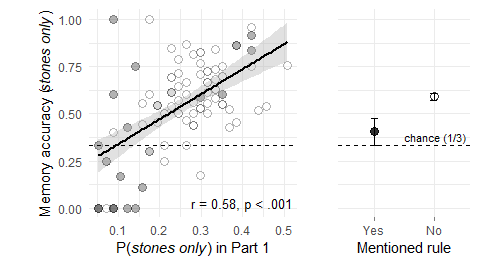 Memory accuracy (stones only)
1.00
0.75
0.50
0.25
0.00
r = 0.58, p < .001
0.1 0.2 0.3 0.4 0.5
P(stones only) in Part 1
chance (1/3)
Yes No
Mentioned rule